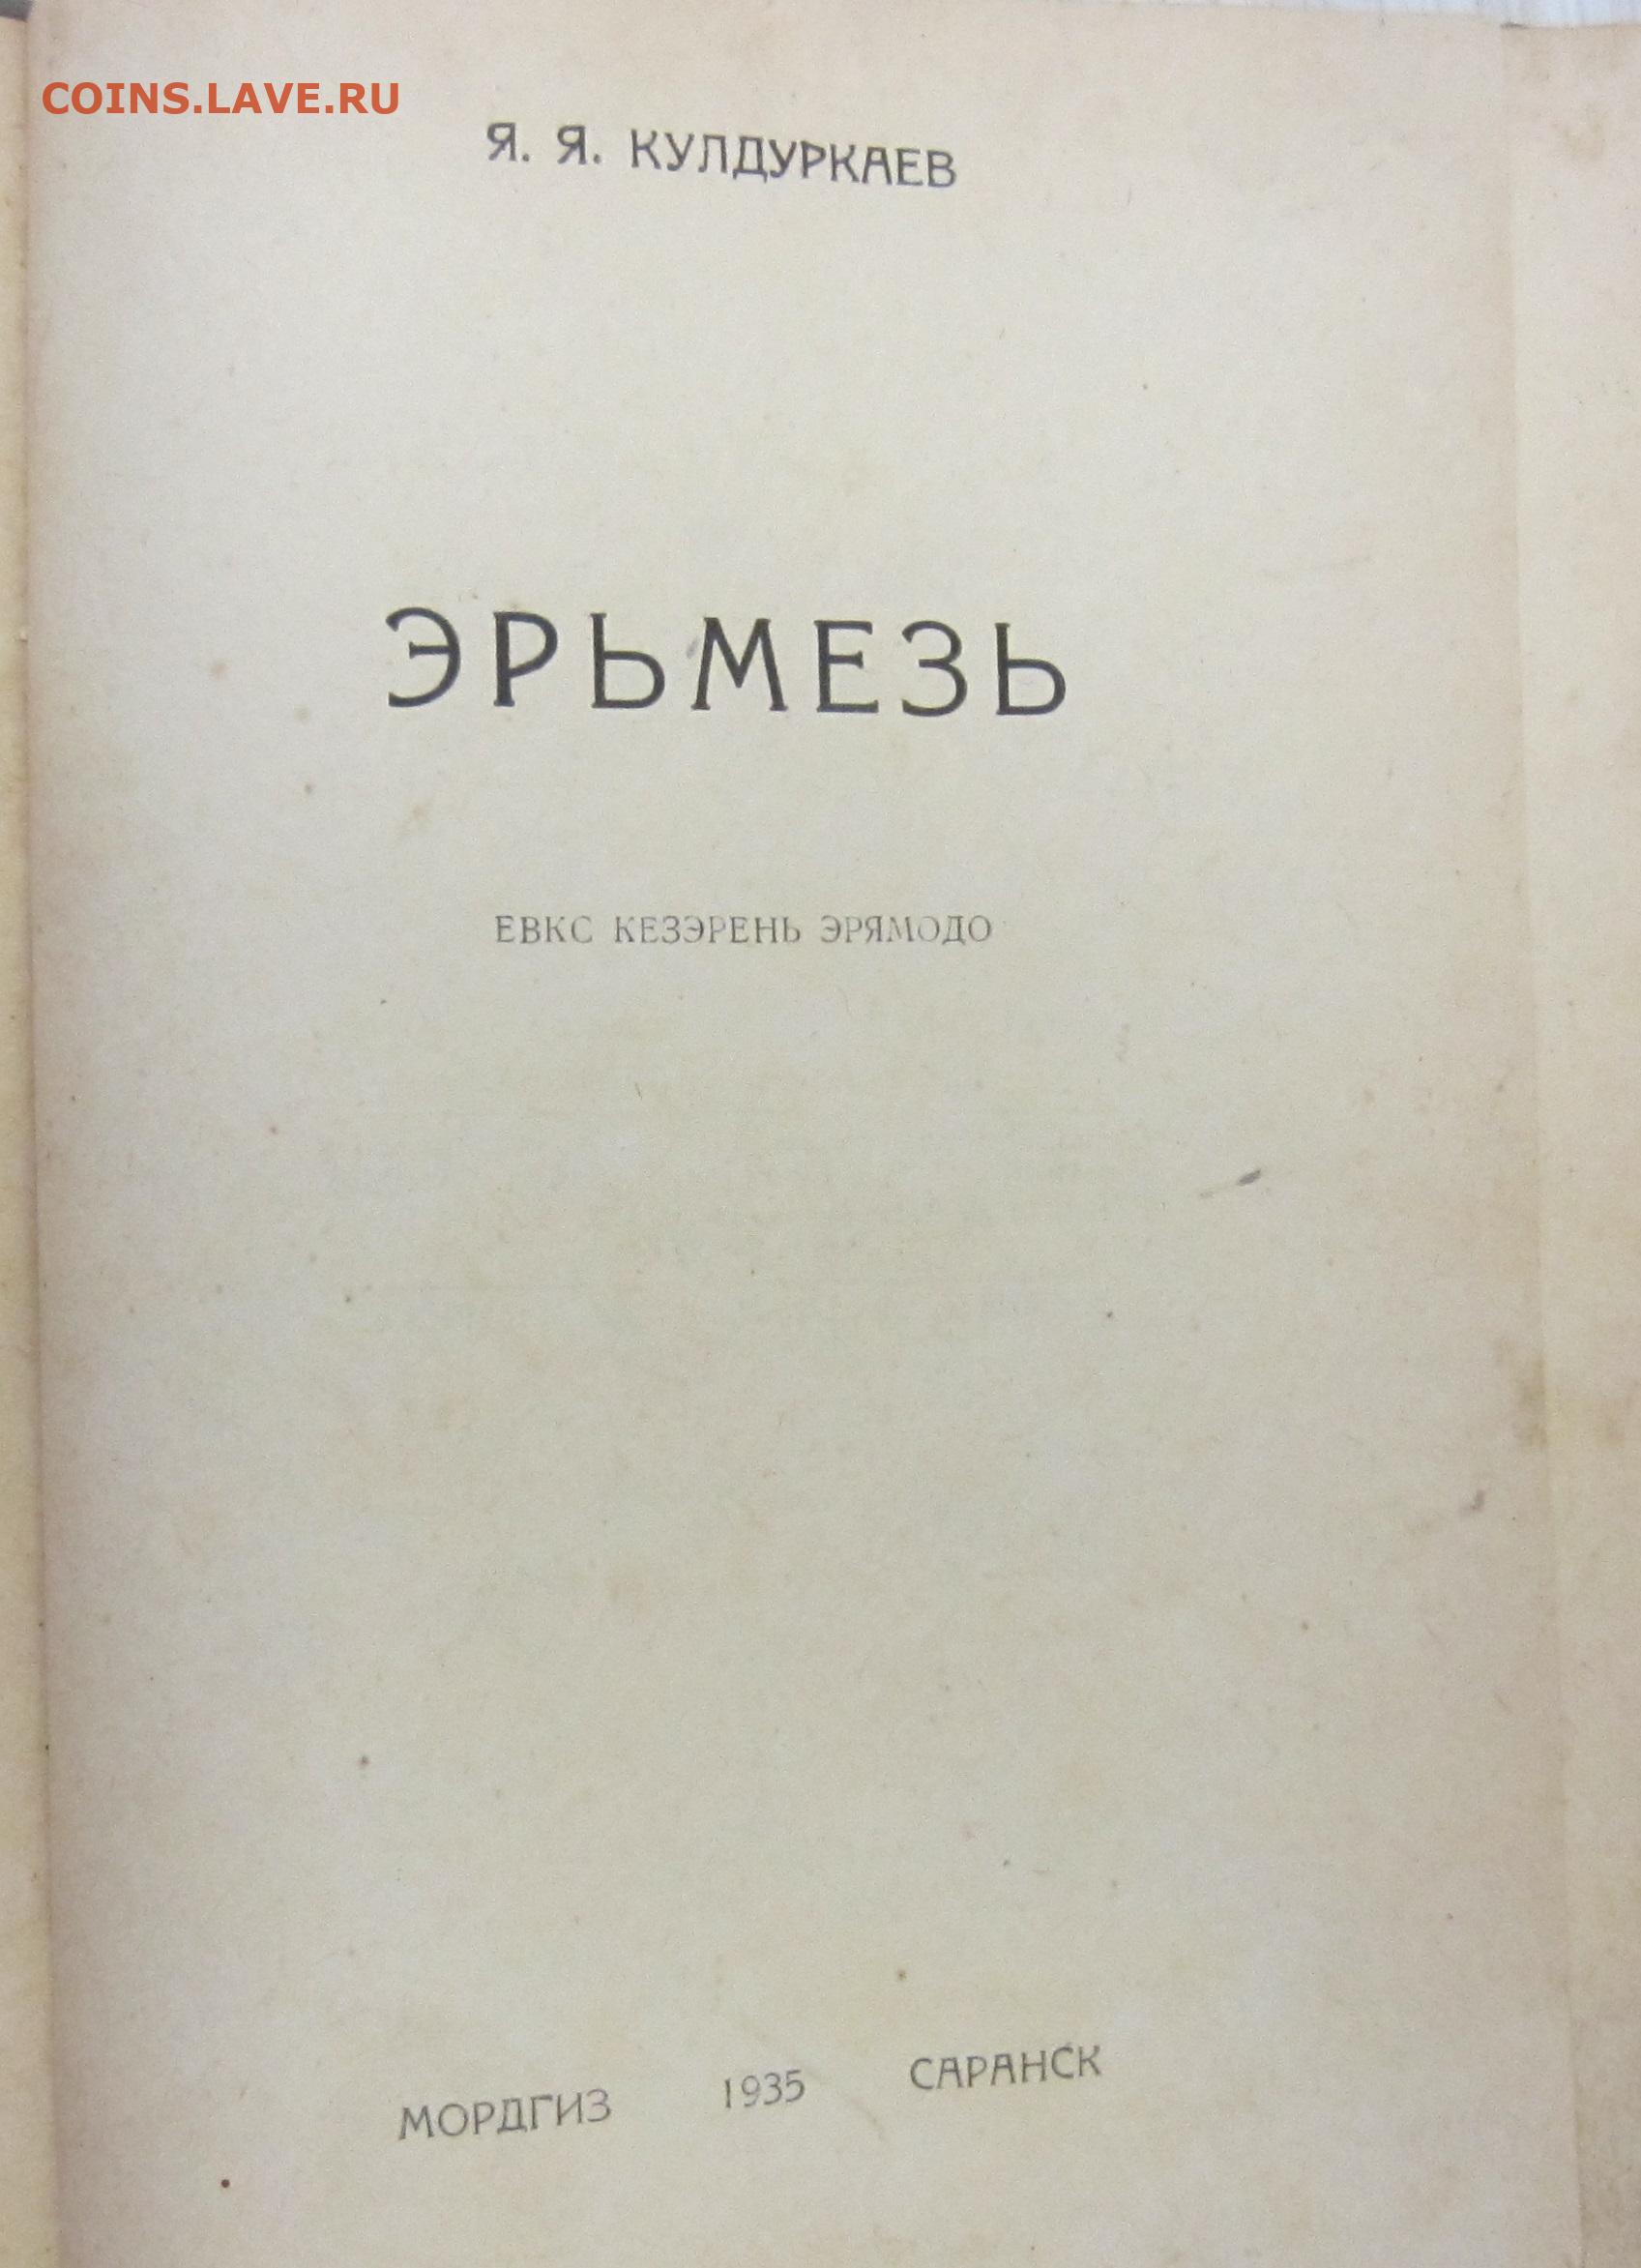 COINS.LAVE.RU
Я. Я. КУЛДУРКАЕВ
ЭРЬМЕЗЬ
ЕВКС КЕЗЭРЕНЬ ЭРЯМОДО
МОРДГИЗ 1935 САРАНСК